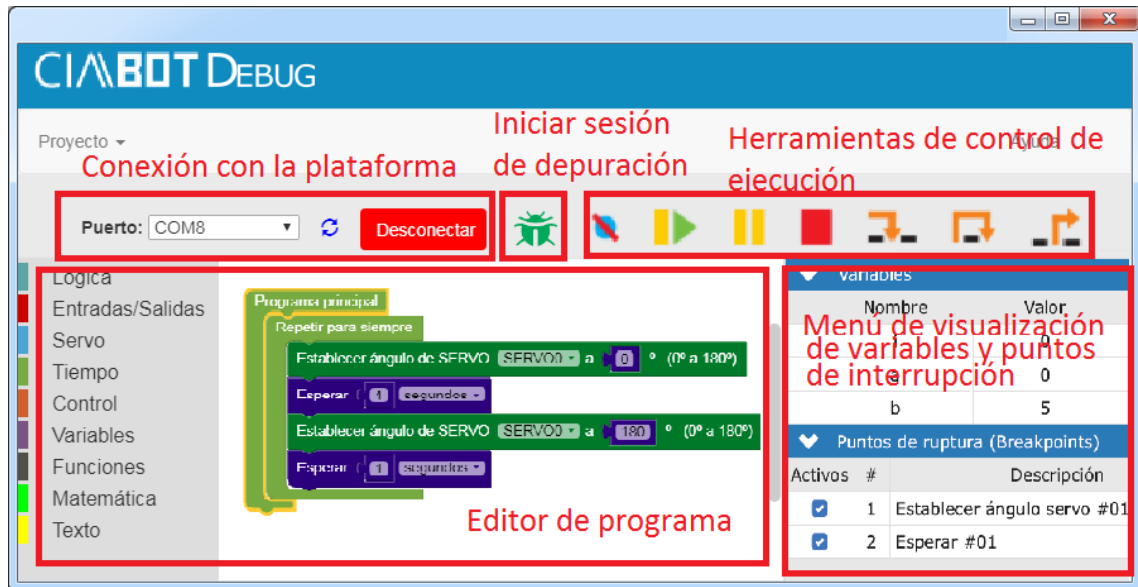 CIMBOT DEBUG
Proyecto
Ayuda
Conexión con la plataforma
Iniciar sesión
de depuración
Herramientas de control de
ejecución
Puerto: COM8 Desconectar
Lógica
Entradas/Salidas
Servo
Tiempo
Control
Variables
Funciones
Matemática
Texto
Programa principal
Repetir para siempre
Establecer ángulo de SERVO SERVO0 a 0 º (0º a 180º)
Esperar 1 segundos
Establecer ángulo de SERVO SERVO0 a 180 º (0º a 180º)
Esperar 1 segundos
Editor de programa
Variables
Nombre Valor
Menú de visualización
de variables y puntos
de interrupción
0
a 0
b 5
Puntos de ruptura (Breakpoints)
Activos # Descripción
1 Establecer ángulo servo #01
2 Esperar #01